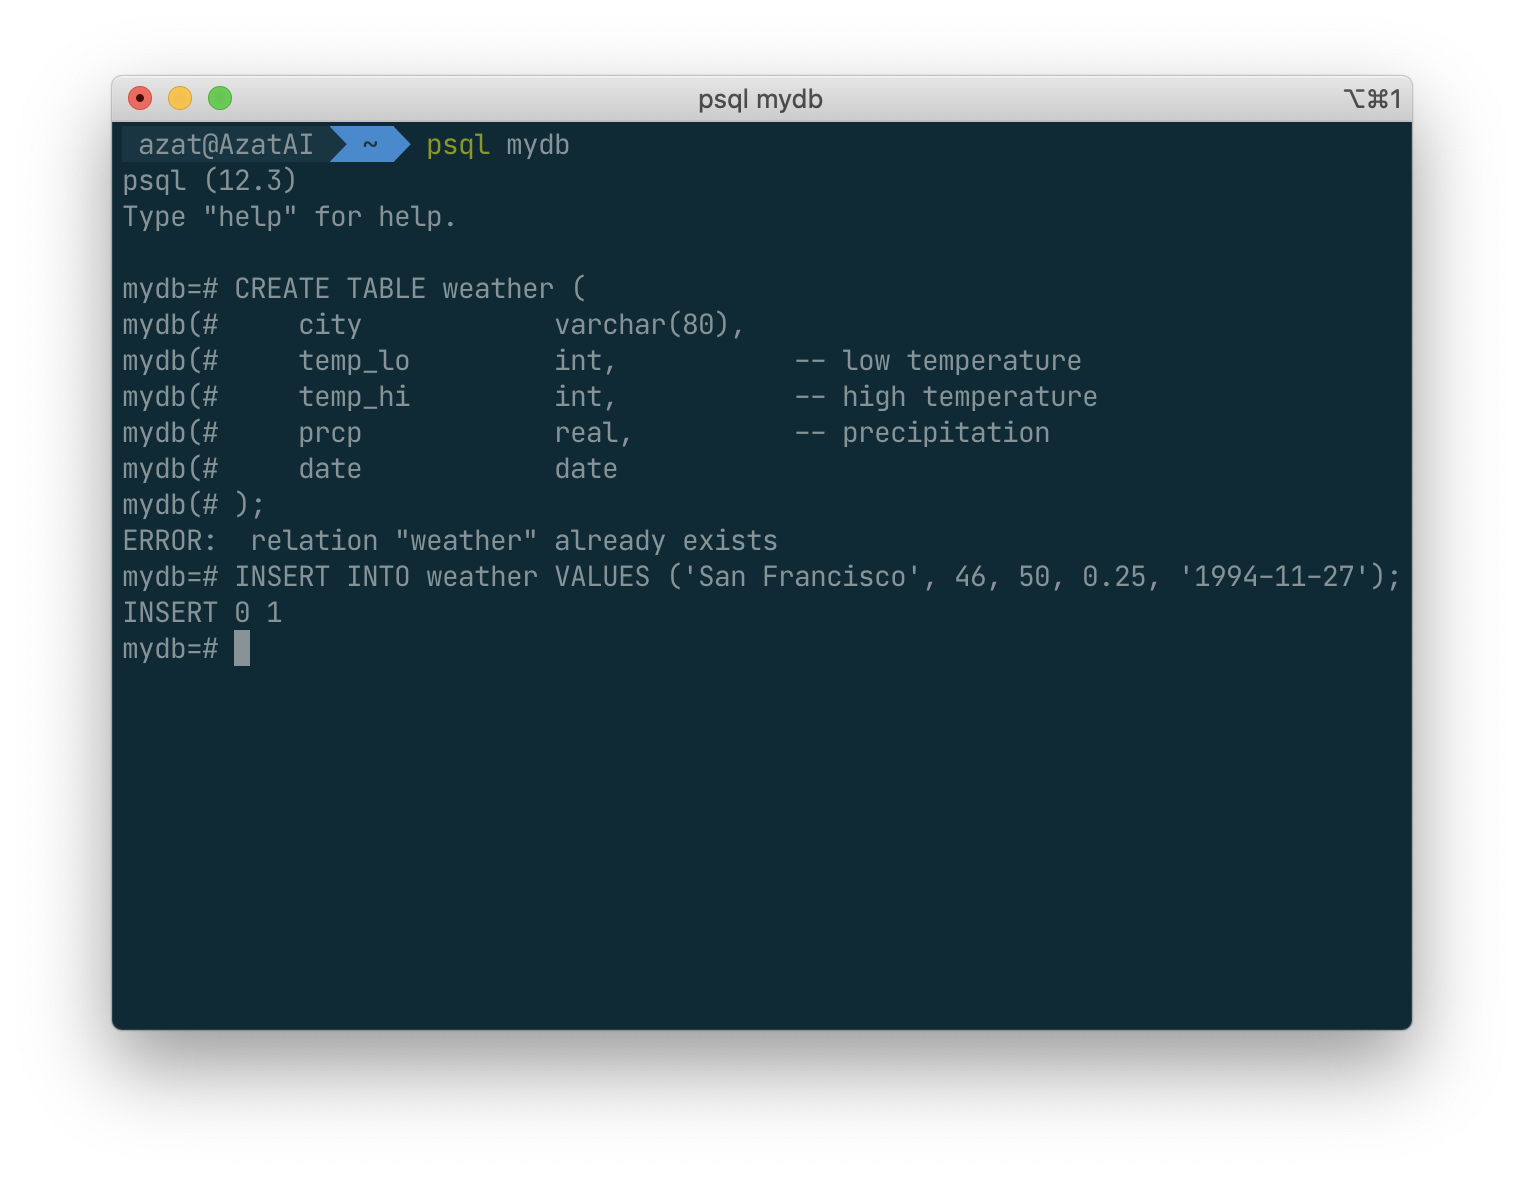 psql mydb ⌥⌘1
azat@AzatAI ~ psql mydb
psql (12.3)
Type "help" for help.
mydb=# CREATE TABLE weather (
mydb(#     city            varchar(80),
mydb(#     temp_lo         int,           -- low temperature
mydb(#     temp_hi         int,           -- high temperature
mydb(#     prcp            real,          -- precipitation
mydb(#     date            date
mydb(# );
ERROR:  relation "weather" already exists
mydb=# INSERT INTO weather VALUES ('San Francisco', 46, 50, 0.25, '1994-11-27');
INSERT 0 1
mydb=#